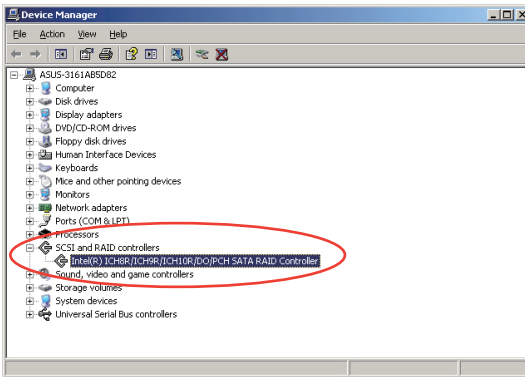 Device Manager
File Action View Help
ASUS-3161AB5D82
Computer
Disk drives
Display adapters
DVD/CD-ROM drives
Floppy disk drives
Human Interface Devices
Keyboards
Mice and other pointing devices
Monitors
Network adapters
Ports (COM & LPT)
Processors
SCSI and RAID controllers
Intel(R) ICH8R/ICH9R/ICH10R/DO/PCH SATA RAID Controller
Sound, video and game controllers
Storage volumes
System devices
Universal Serial Bus controllers